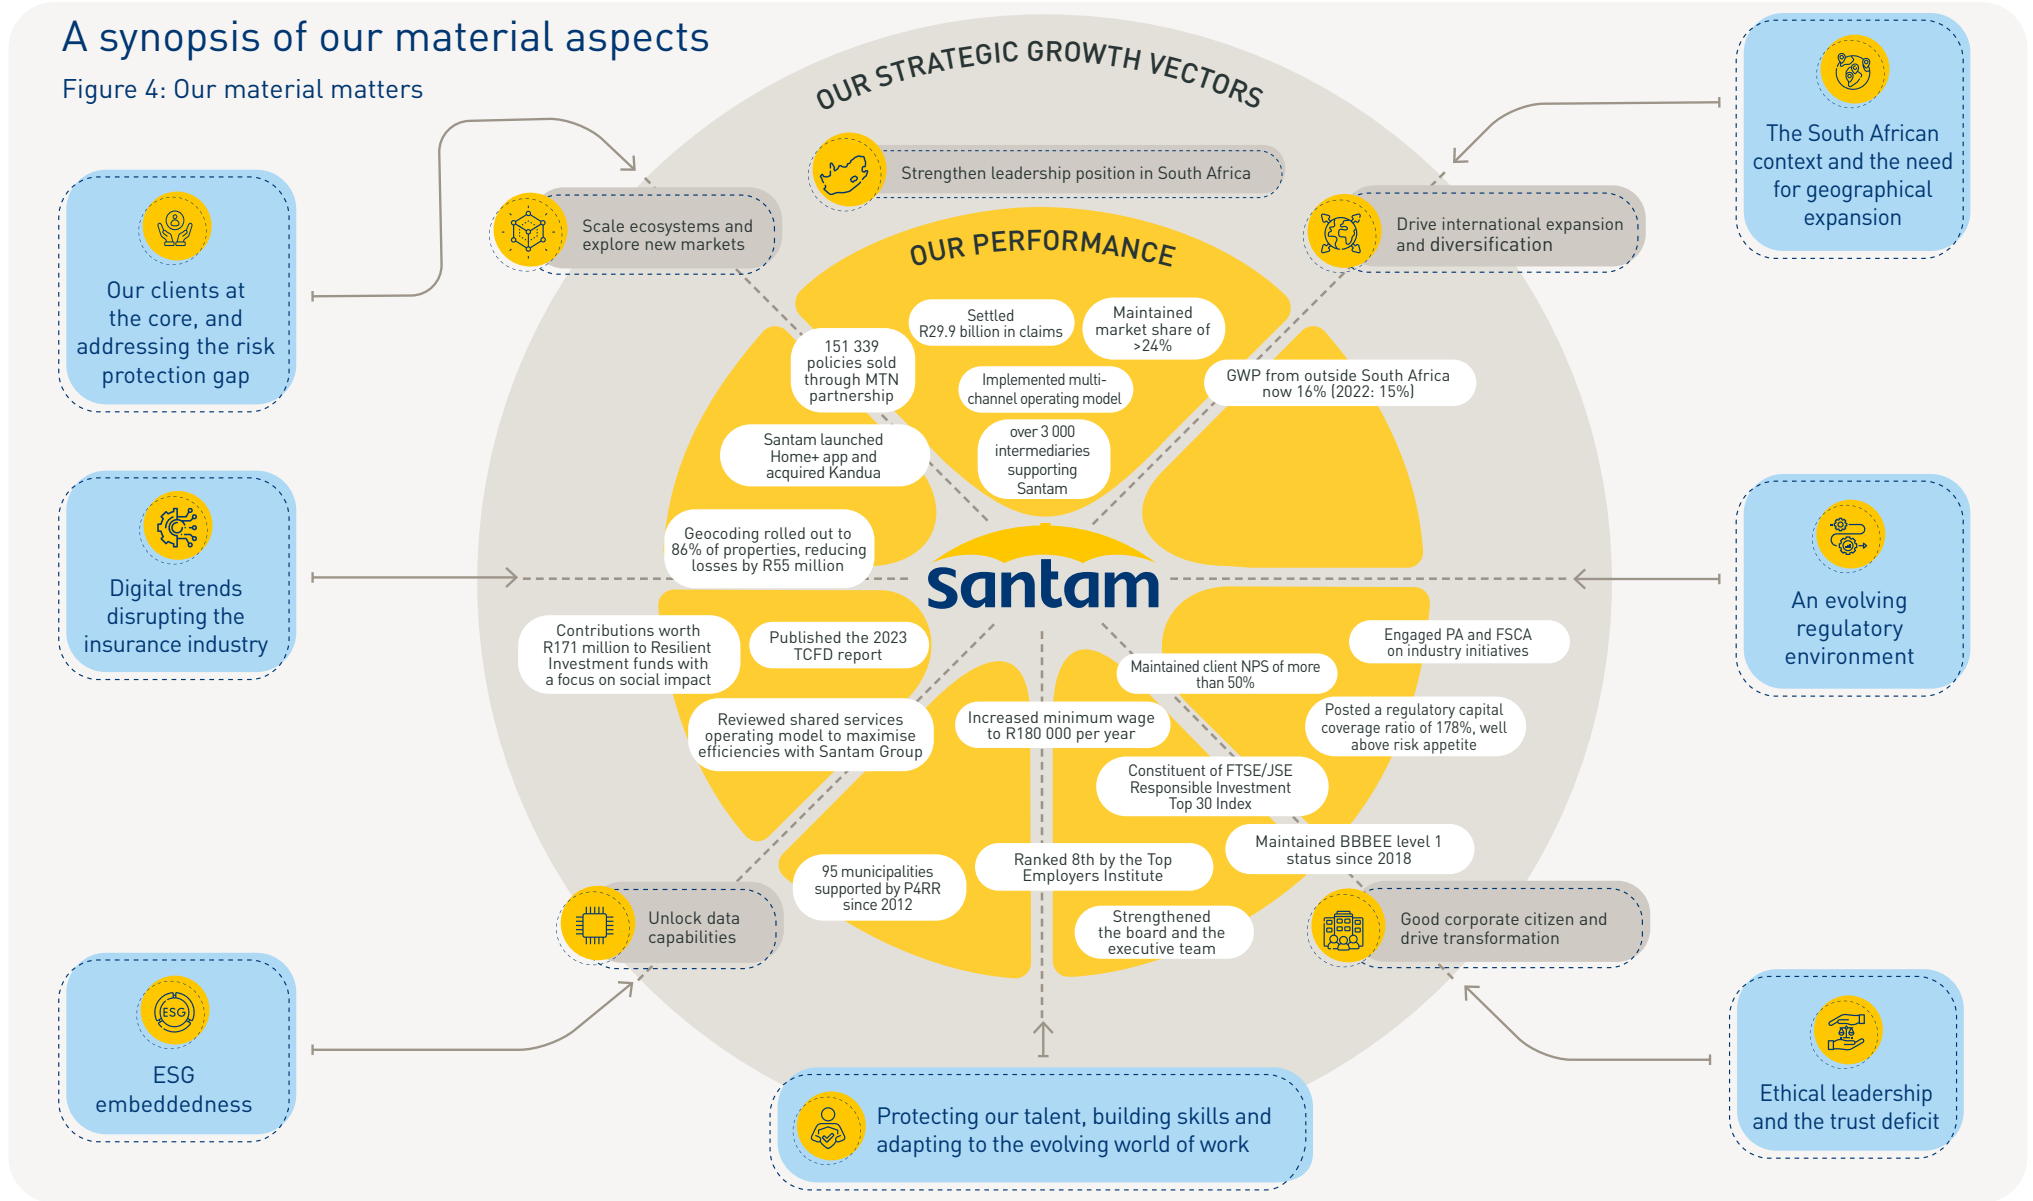 A synopsis of our material aspects
Figure 4: Our material matters
OUR STRATEGIC GROWTH VECTORS
Strengthen leadership position in South Africa
Scale ecosystems and
explore new markets
Drive international expansion
and diversification
The South African
context and the need
for geographical
expansion
Our clients at
the core, and
addressing the risk
protection gap
OUR PERFORMANCE
Settled
R29.9 billion in claims
Maintained
market share of
>24%
151 339
policies sold
through MTN
partnership
Implemented multi-
channel operating model
GWP from outside South Africa
now 16% (2022: 15%)
Santam launched
Home+ app and
acquired Kandua
over 3 000
intermediaries
supporting
Santam
Geocoding rolled out to
86% of properties, reducing
losses by R55 million
santam
Digital trends
disrupting the
insurance industry
An evolving
regulatory
environment
Contributions worth
R171 million to Resilient
Investment funds with
a focus on social impact
Published the 2023
TCFD report
Maintained client NPS of more
than 50%
Engaged PA and FSCA
on industry initiatives
Reviewed shared services
operating model to maximise
efficiencies with Santam Group
Increased minimum wage
to R180 000 per year
Posted a regulatory capital
coverage ratio of 178%, well
above risk appetite
Constituent of FTSE/JSE
Responsible Investment
Top 30 Index
Maintained BBBEE level 1
status since 2018
95 municipalities
supported by P4RR
since 2012
Ranked 8th by the Top
Employers Institute
Strengthened
the board and the
executive team
Unlock data
capabilities
Good corporate citizen and
drive transformation
ESG
ESG
embeddedness
Protecting our talent, building skills and
adapting to the evolving world of work
Ethical leadership
and the trust deficit